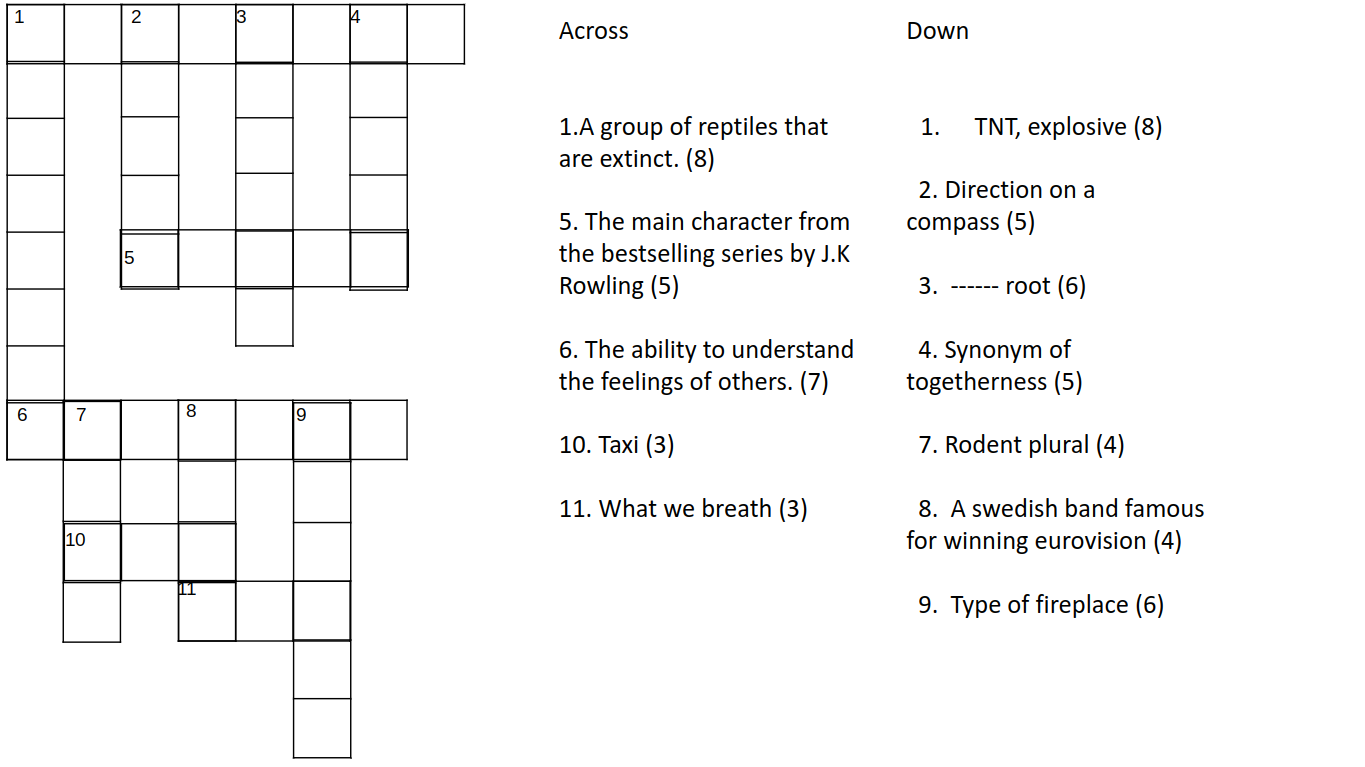 1
2
3
4
5
6
7
8
9
10
11
Across
1.A group of reptiles that
are extinct. (8)
5. The main character from
the bestselling series by J.K
Rowling (5)
6. The ability to understand
the feelings of others. (7)
10. Taxi (3)
11. What we breath (3)
Down
1. TNT, explosive (8)
2. Direction on a
compass (5)
3. ------ root (6)
4. Synonym of
togetherness (5)
7. Rodent plural (4)
8. A swedish band famous
for winning eurovision (4)
9. Type of fireplace (6)